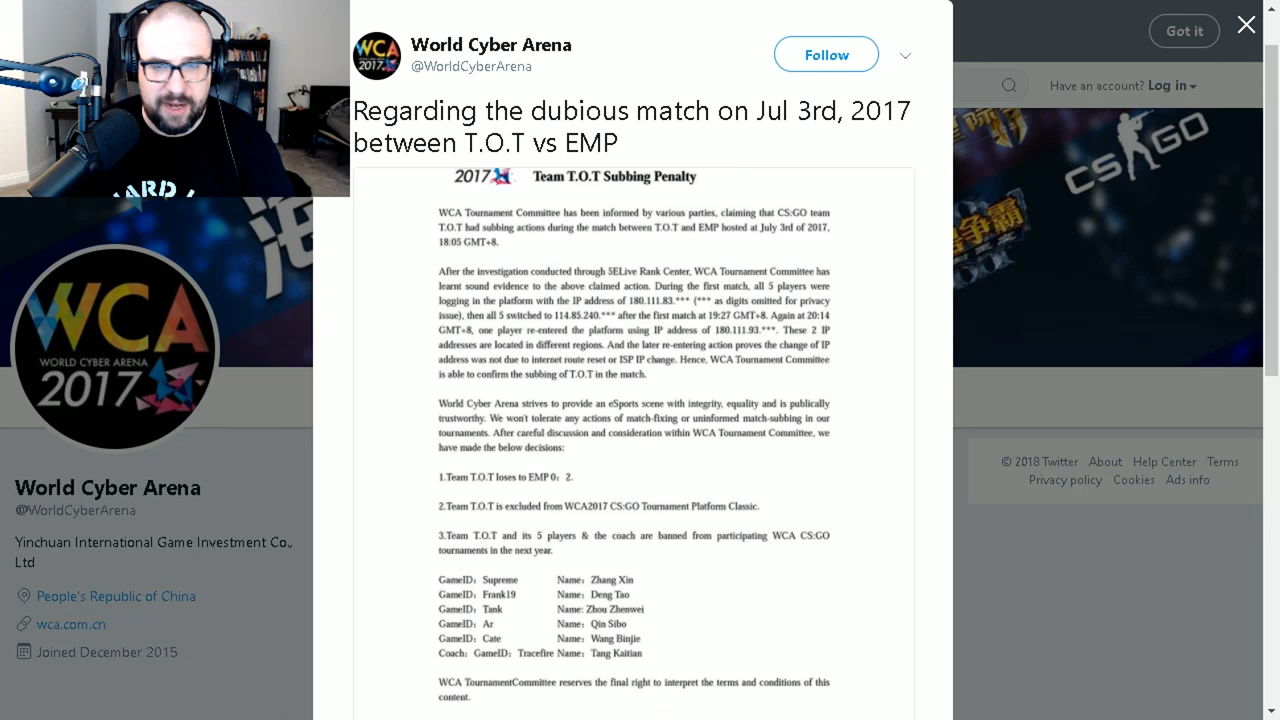 World Cyber Arena
@WorldCyberArena
Follow
Got it
Have an account? Log in
Regarding the dubious match on Jul 3rd, 2017
between T.O.T vs EMP
CS:GO
2017 Team T.O.T Subbing Penalty
WCA Tournament Committee has been informed by various parties, claiming that CS:GO team
T.O.T had subbing actions during the match between T.O.T and EMP hosted at July 3rd of 2017,
18:05 GMT+8.
After the investigation conducted through 5ELive Rank Center, WCA Tournament Committee has
learnt sound evidence to the above claimed action. During the first match, all 5 players were
logging in the platform with the IP address of 180.111.83.*** (*** as digits omitted for privacy
issue), then all 5 switched to 114.85.240.*** after the first match at 19:27 GMT+8. Again at 20:14
GMT+8, one player re-entered the platform using IP address of 180.111.93.***. These 2 IP
addresses are located in different regions. And the later re-entering action proves the change of IP
address was not due to internet route reset or ISP IP change. Hence, WCA Tournament Committee
is able to confirm the subbing of T.O.T in the match.
World Cyber Arena strives to provide an eSports scene with integrity, equality and is publically
trustworthy. We won't tolerate any actions of match-fixing or uninformed match-subbing in our
tournaments. After careful discussion and consideration within WCA Tournament Committee, we
have made the below decisions:
1.Team T.O.T loses to EMP 0：2.
2.Team T.O.T is excluded from WCA2017 CS:GO Tournament Platform Classic.
3.Team T.O.T and its 5 players & the coach are banned from participating WCA CS:GO
tournaments in the next year.
GameID：Supreme Name：Zhang Xin
GameID：Frank19 Name：Deng Tao
GameID：Tank Name: Zhou Zhenwei
GameID：Ar Name：Qin Sibo
GameID：Cate Name：Wang Binjie
Coach：GameID：Tracefire Name：Tang Kaitian
WCA TournamentCommittee reserves the final right to interpret the terms and conditions of this
content.
WCA
WORLD CYBER ARENA
2017
World Cyber Arena
@WorldCyberArena
Yinchuan International Game Investment Co.,
Ltd
People's Republic of China
wca.com.cn
Joined December 2015
© 2018 Twitter About Help Center Terms
Privacy policy Cookies Ads info